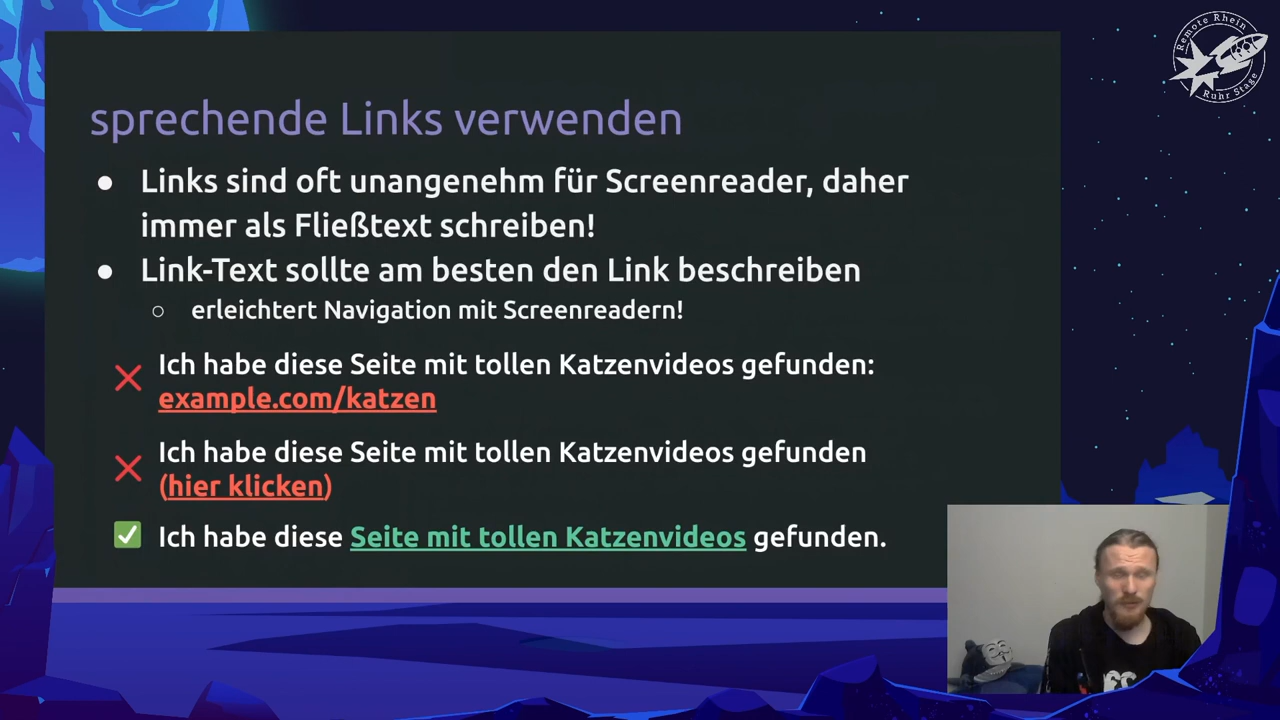 Remote Rhein
Ruhr Stage
sprechende Links verwenden
● Links sind oft unangenehm für Screenreader, daher
immer als Fließtext schreiben!
● Link-Text sollte am besten den Link beschreiben
○ erleichtert Navigation mit Screenreadern!
❌ Ich habe diese Seite mit tollen Katzenvideos gefunden:
example.com/katzen
❌ Ich habe diese Seite mit tollen Katzenvideos gefunden
(hier klicken)
✅ Ich habe diese Seite mit tollen Katzenvideos gefunden.